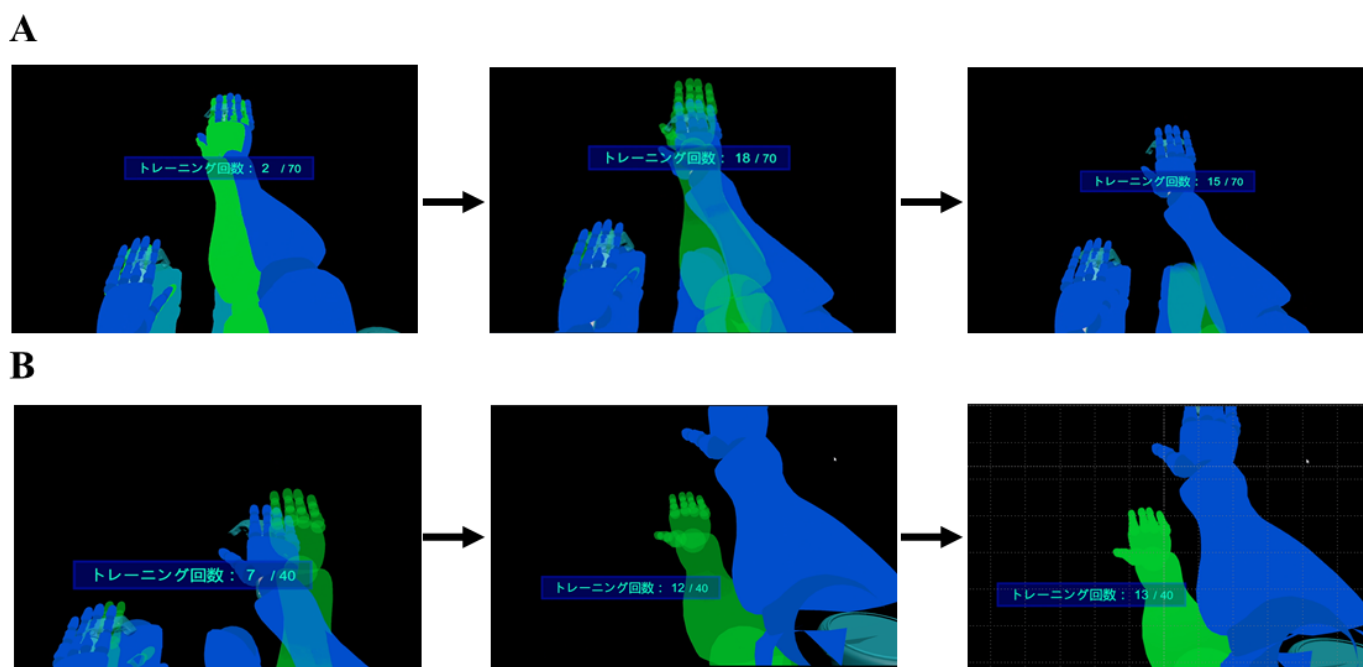 A
トレーニング回数： 2 / 70
トレーニング回数： 18 / 70
トレーニング回数： 15 / 70
B
トレーニング回数： 7 / 40
トレーニング回数： 12 / 40
トレーニング回数： 13 / 40